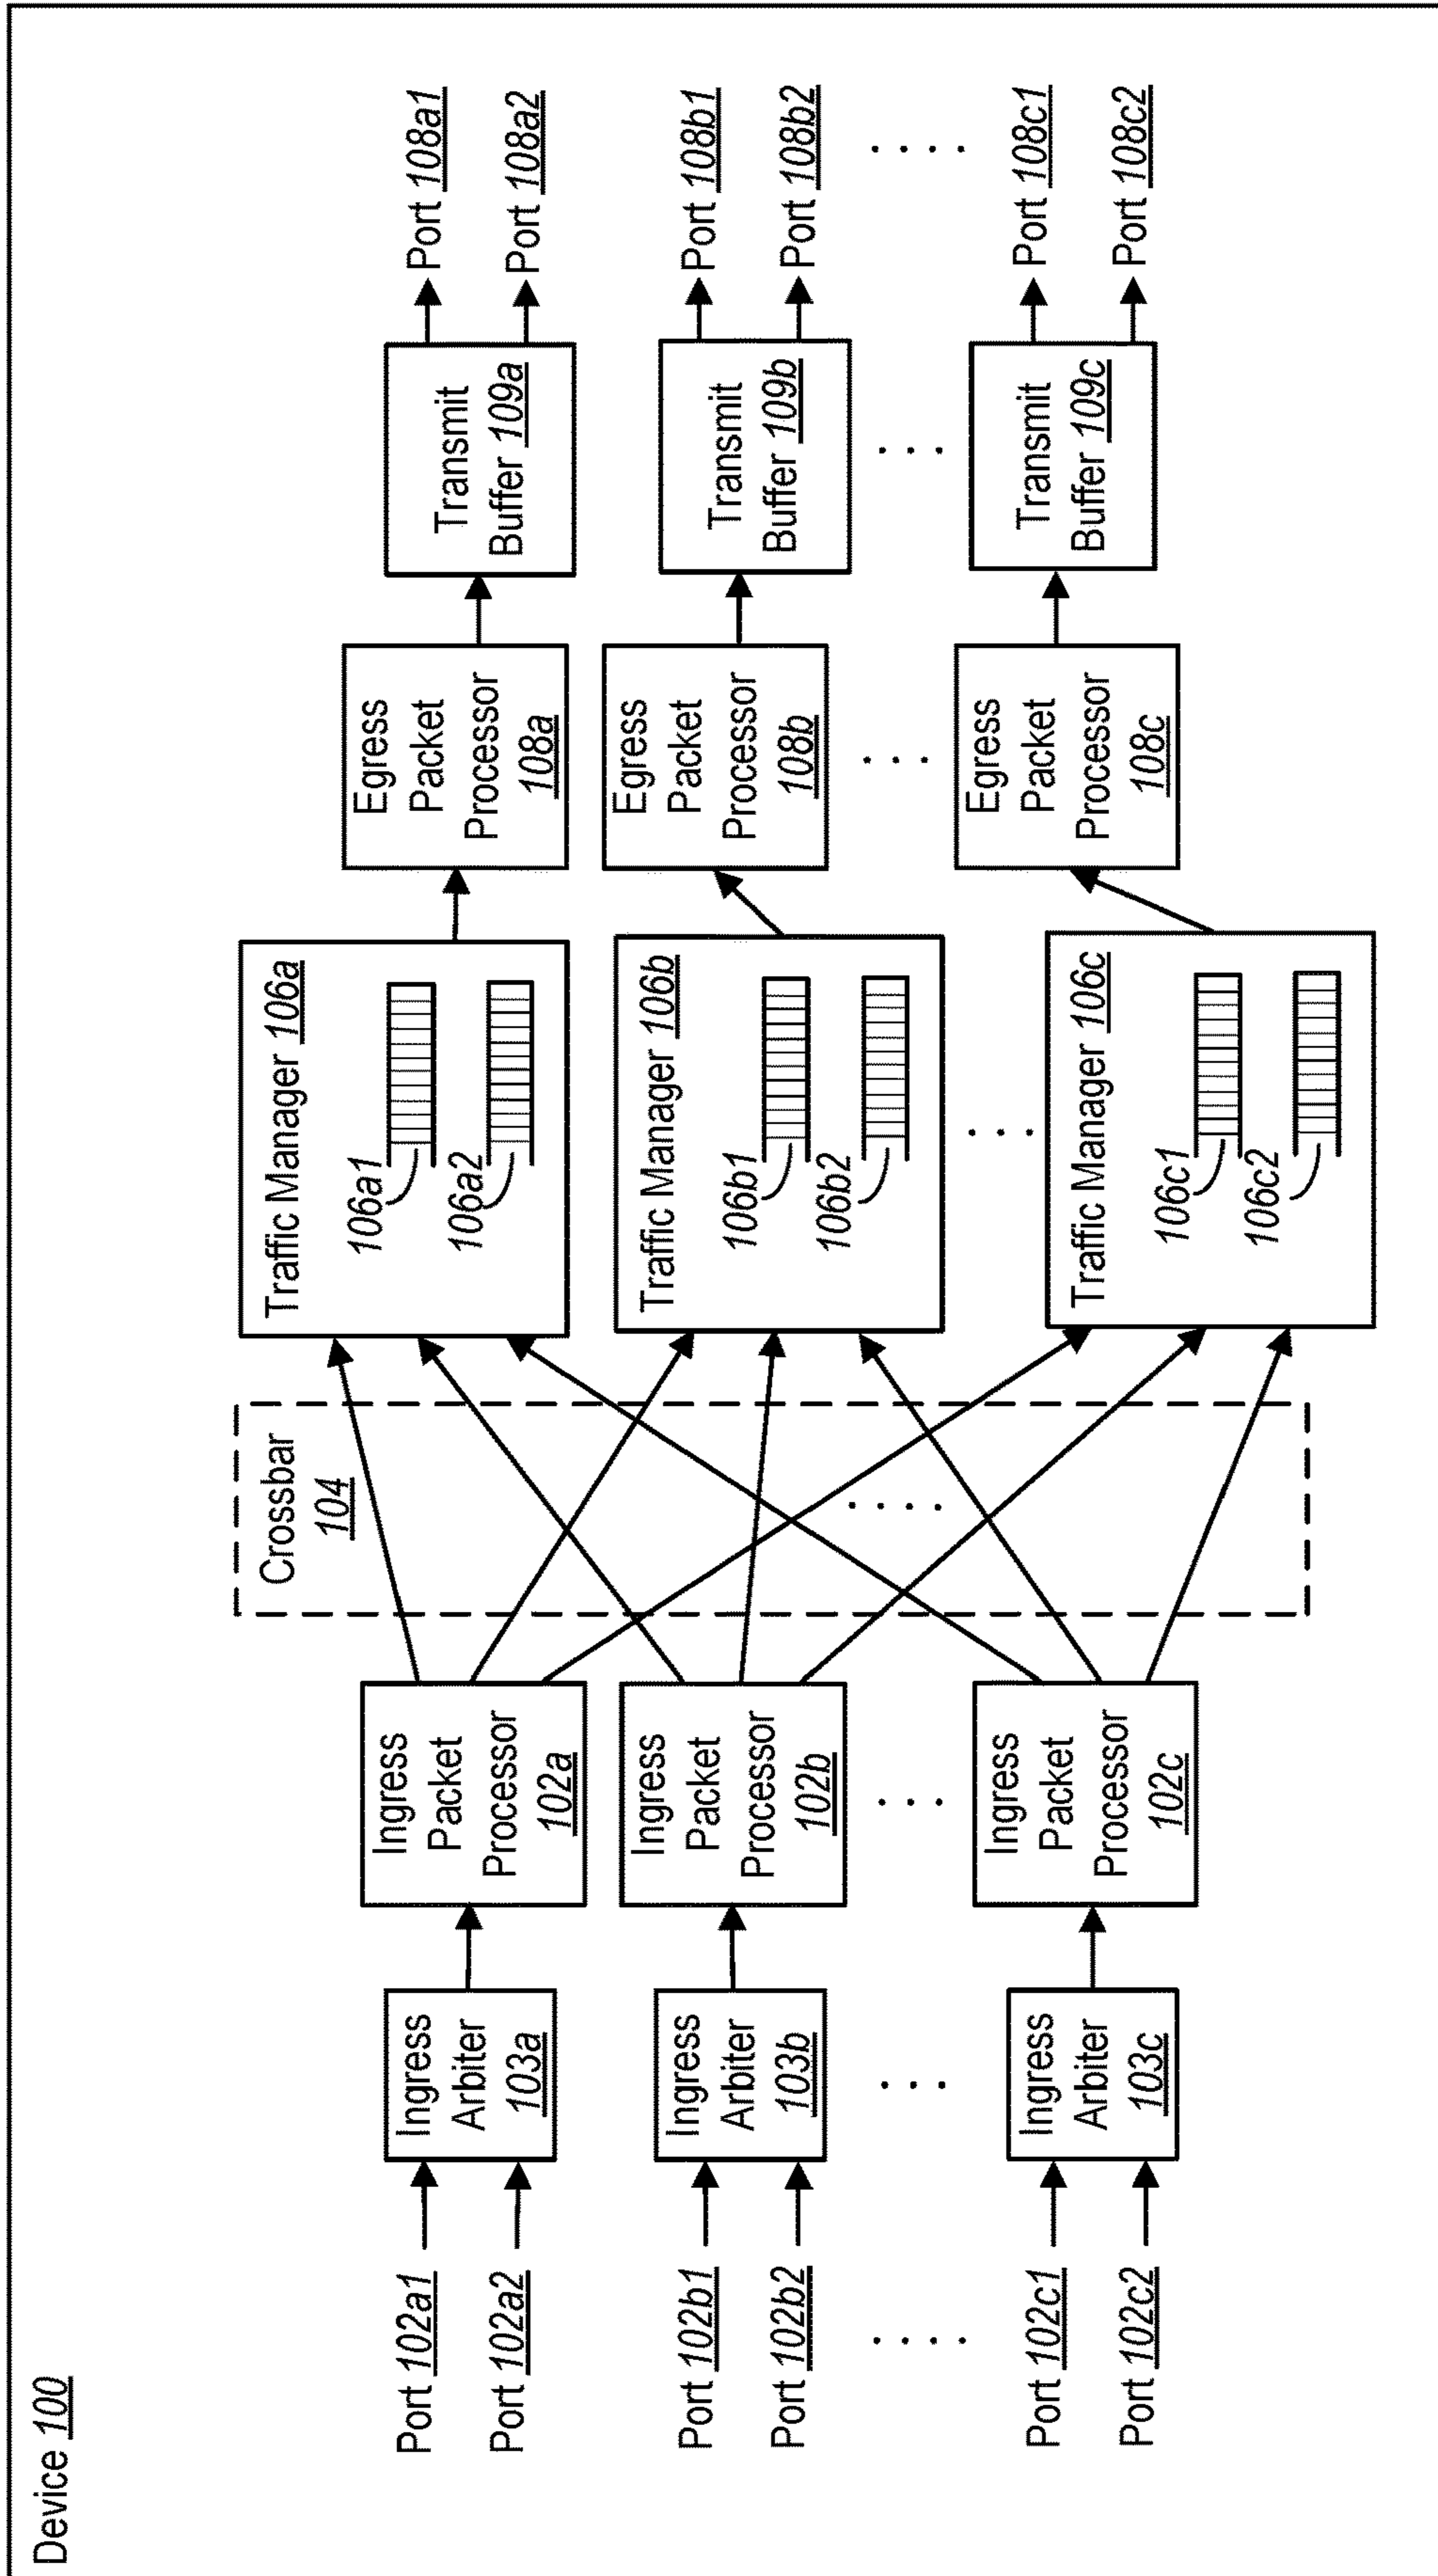 Device 100
Port 102a1
Port 102a2
Port 102b1
Port 102b2
Port 102c1
Port 102c2
Ingress
Arbiter
103a
Ingress
Arbiter
103b
Ingress
Arbiter
103c
Ingress
Packet
Processor
102a
Ingress
Packet
Processor
102b
Ingress
Packet
Processor
102c
Crossbar
104
Traffic Manager 106a
106a1
106a2
Traffic Manager 106b
106b1
106b2
Traffic Manager 106c
106c1
106c2
Egress
Packet
Processor
108a
Egress
Packet
Processor
108b
Egress
Packet
Processor
108c
Transmit
Buffer 109a
Transmit
Buffer 109b
Transmit
Buffer 109c
Port 108a1
Port 108a2
Port 108b1
Port 108b2
Port 108c1
Port 108c2